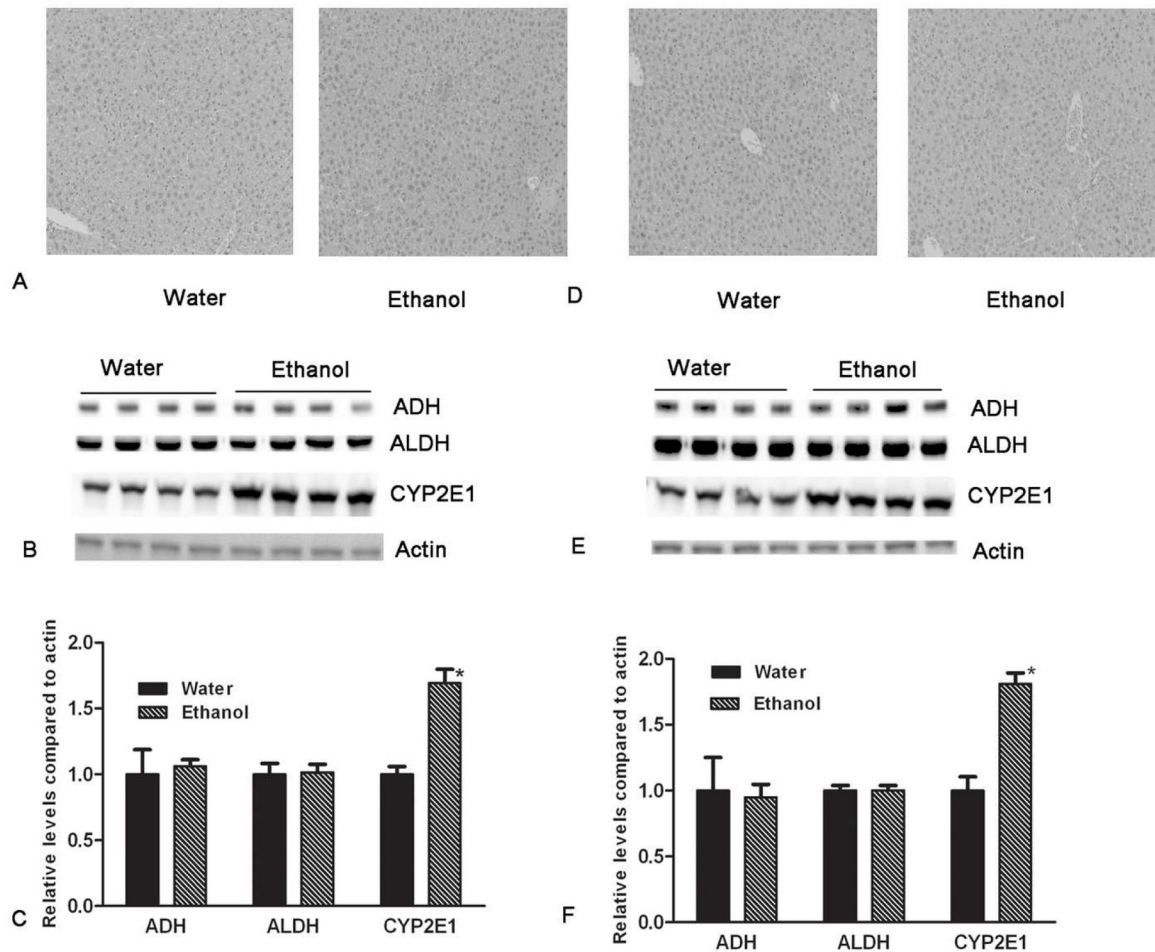 A
Water
Ethanol
D
Water
Ethanol
Water
Ethanol
ADH
ALDH
CYP2E1
B
Actin
Water
Ethanol
ADH
ALDH
CYP2E1
E
Actin
Relative levels compared to actin
2.0
1.5
1.0
0.5
0.0
Water
Ethanol
*
C
ADH
ALDH
CYP2E1
Relative levels compared to actin
2.0
1.5
1.0
0.5
0.0
Water
Ethanol
*
F
ADH
ALDH
CYP2E1